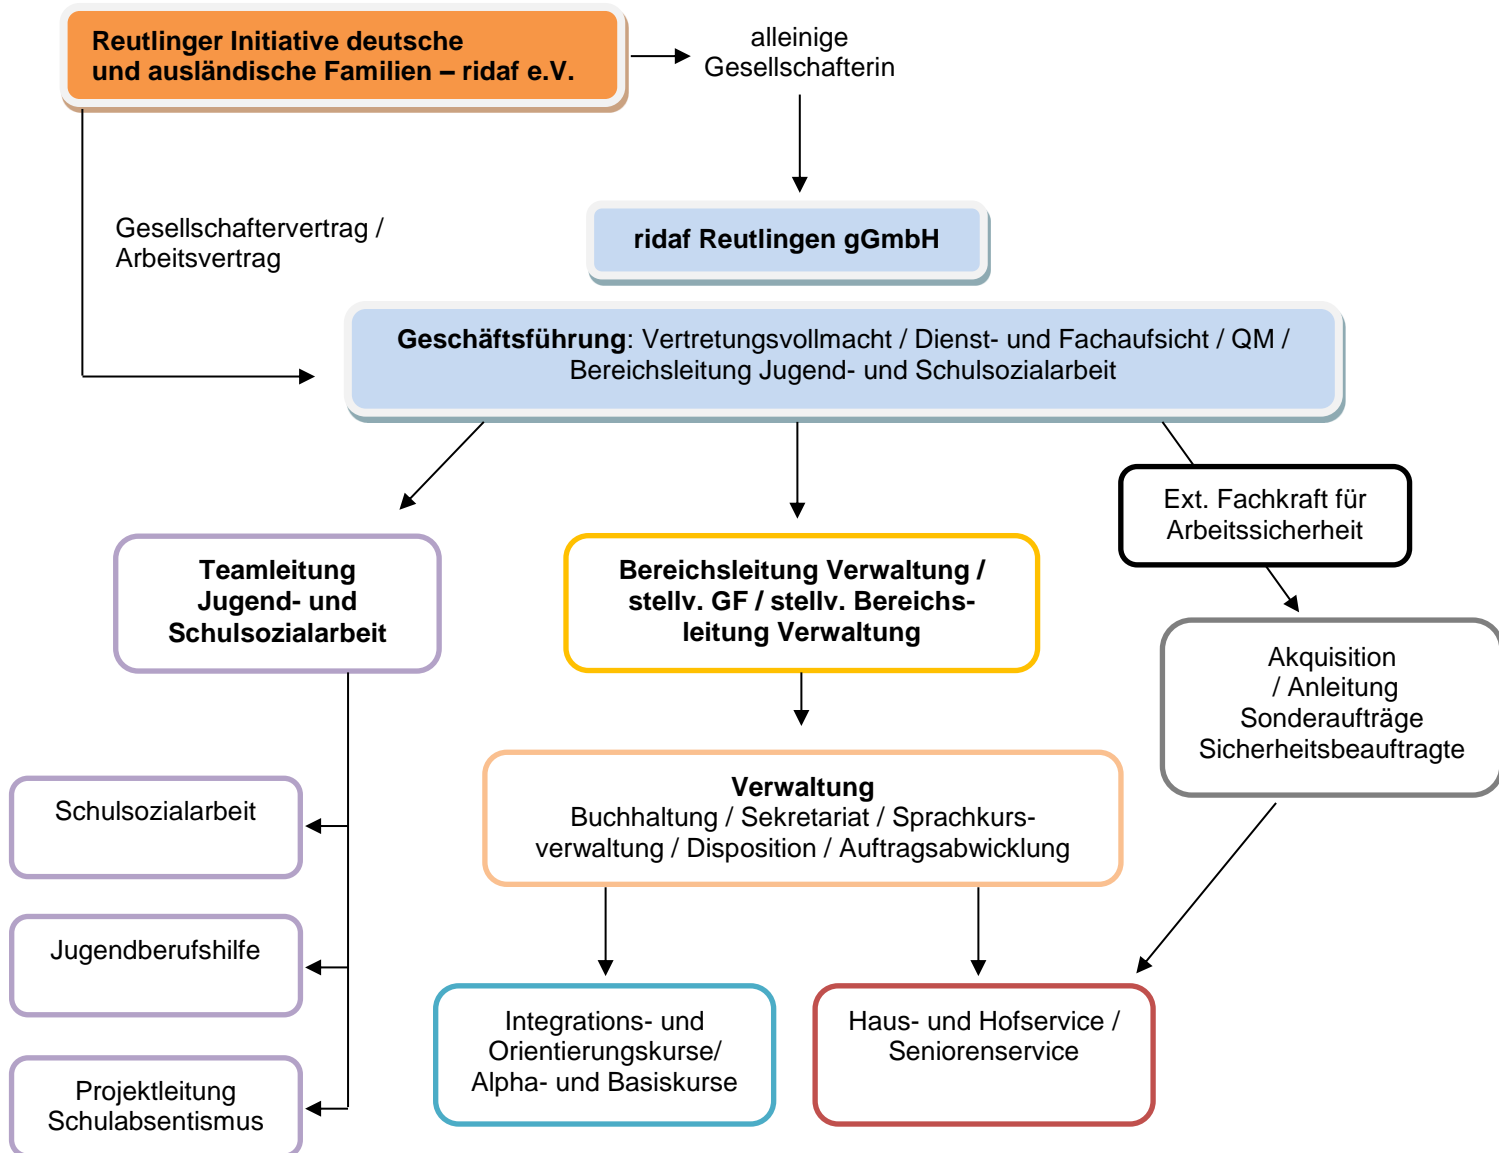 Reutlinger Initiative deutsche
und ausländische Familien – ridaf e.V.
alleinige
Gesellschafterin
Gesellschaftervertrag /
Arbeitsvertrag
ridaf Reutlingen gGmbH
Geschäftsführung: Vertretungsvollmacht / Dienst- und Fachaufsicht / QM /
Bereichsleitung Jugend- und Schulsozialarbeit
Ext. Fachkraft für
Arbeitssicherheit
Teamleitung
Jugend- und
Schulsozialarbeit
Bereichsleitung Verwaltung /
stellv. GF / stellv. Bereichs-
leitung Verwaltung
Akquisition
/ Anleitung
Sonderaufträge
Sicherheitsbeauftragte
Verwaltung
Buchhaltung / Sekretariat / Sprachkurs-
verwaltung / Disposition / Auftragsabwicklung
Schulsozialarbeit
Jugendberufshilfe
Projektleitung
Schulabsentismus
Integrations- und
Orientierungskurse/
Alpha- und Basiskurse
Haus- und Hofservice /
Seniorenservice